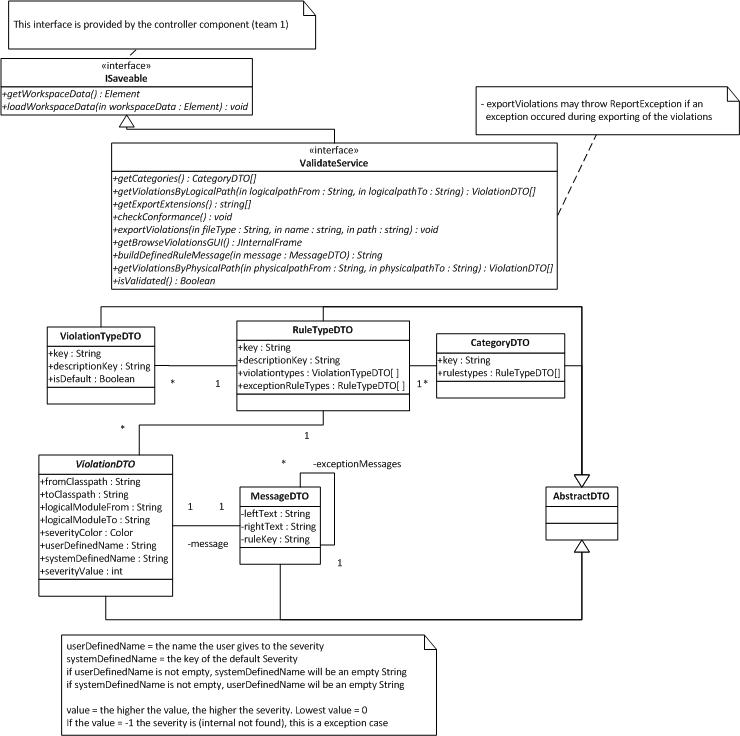 This interface is provided by the controller component (team 1)
«interface»
ISaveable
+getWorkspaceData() : Element
+loadWorkspaceData(in workspaceData : Element) : void
- exportViolations may throw ReportException if an
exception occured during exporting of the violations
«interface»
ValidateService
+getCategories() : CategoryDTO[]
+getViolationsByLogicalPath(in logicalpathFrom : String, in logicalpathTo : String) : ViolationDTO[]
+getExportExtensions() : string[]
+checkConformance() : void
+exportViolations(in fileType : String, in name : string, in path : string) : void
+getBrowseViolationsGUI() : JInternalFrame
+buildDefinedRuleMessage(in message : MessageDTO) : String
+getViolationsByPhysicalPath(in physicalpathFrom : String, in physicalpathTo : String) : ViolationDTO[]
+isValidated() : Boolean
ViolationTypeDTO
+key : String
+descriptionKey : String
+isDefault : Boolean
*
1
RuleTypeDTO
+key : String
+descriptionKey : String
+violationtypes : ViolationTypeDTO[ ]
+exceptionRuleTypes : RuleTypeDTO[ ]
1 *
CategoryDTO
+key : String
+rulestypes : RuleTypeDTO[]
*
1
ViolationDTO
+fromClasspath : String
+toClasspath : String
+logicalModuleFrom : String
+logicalModuleTo : String
+severityColor : Color
+userDefinedName : String
+systemDefinedName : String
+severityValue : int
1
1
-message
*
-exceptionMessages
MessageDTO
-leftText : String
-rightText : String
-ruleKey : String
1
AbstractDTO
userDefinedName = the name the user gives to the severity
systemDefinedName = the key of the default Severity
if userDefinedName is not empty, systemDefinedName will be an empty String
if systemDefinedName is not empty, userDefinedName wil be an empty String
value = the higher the value, the higher the severity. Lowest value = 0
If the value = -1 the severity is (internal not found), this is a exception case